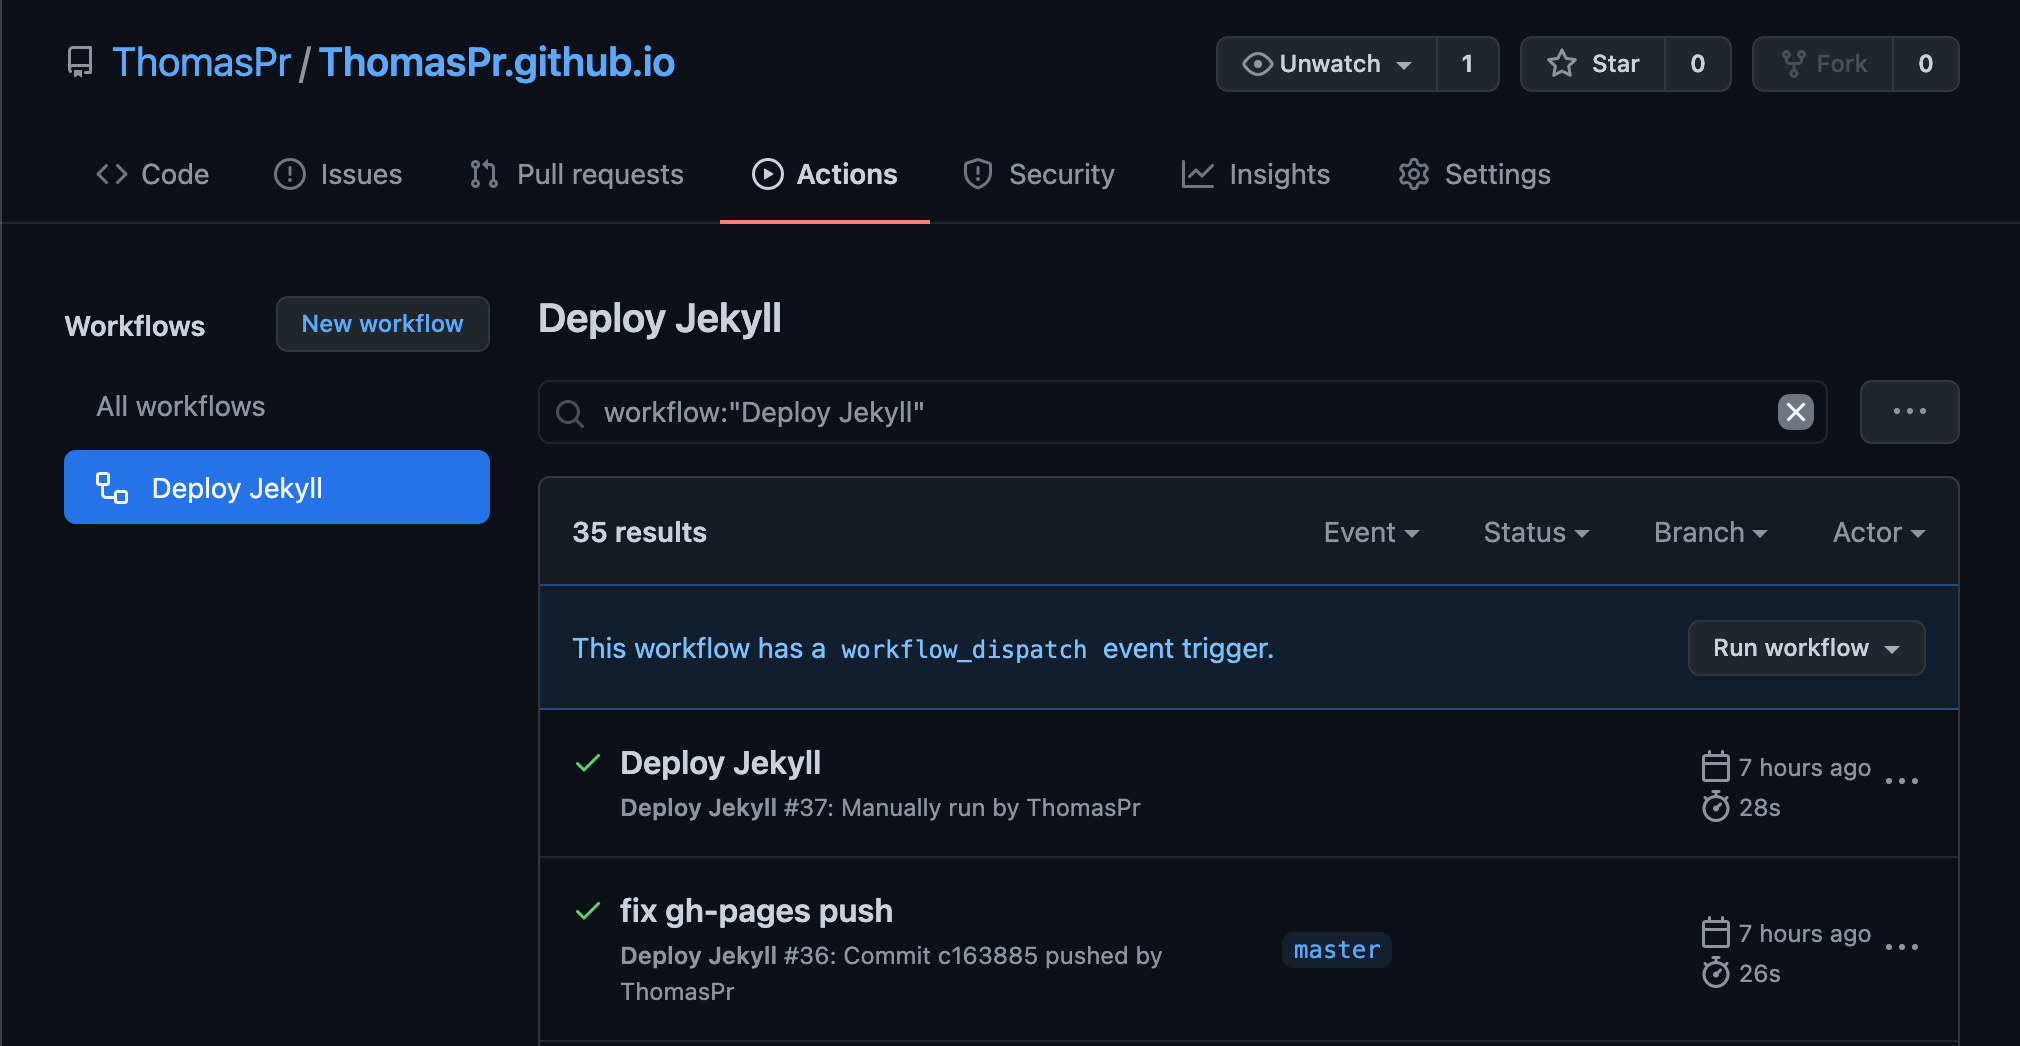 ThomasPr/ThomasPr.github.io
Unwatch 1
Star 0
Fork 0
Code
Issues
Pull requests
Actions
Security
Insights
Settings
Workflows
New workflow
All workflows
Deploy Jekyll
Deploy Jekyll
workflow:"Deploy Jekyll"
35 results
Event
Status
Branch
Actor
This workflow has a workflow_dispatch event trigger.
Run workflow
Deploy Jekyll
Deploy Jekyll #37: Manually run by ThomasPr
7 hours ago
28s
fix gh-pages push
Deploy Jekyll #36: Commit c163885 pushed by
ThomasPr
master
7 hours ago
26s